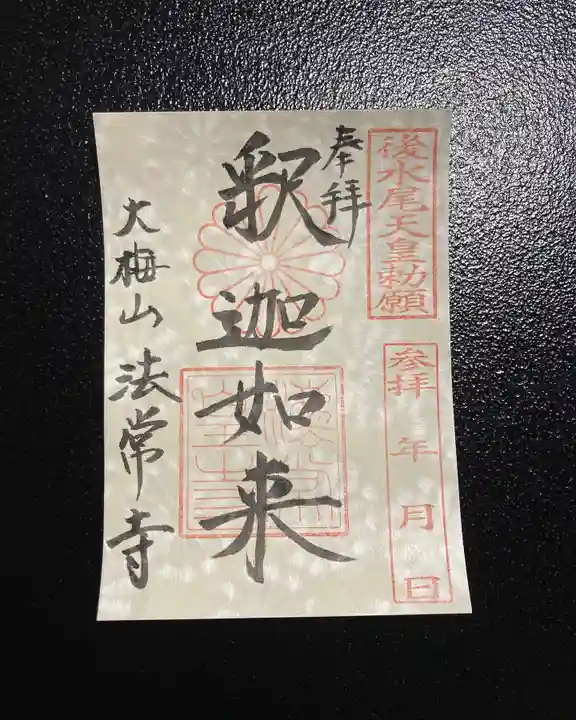 後水尾天皇勅願
参拝 年 月 日
奉拝
釈迦如来
大梅山 法常寺